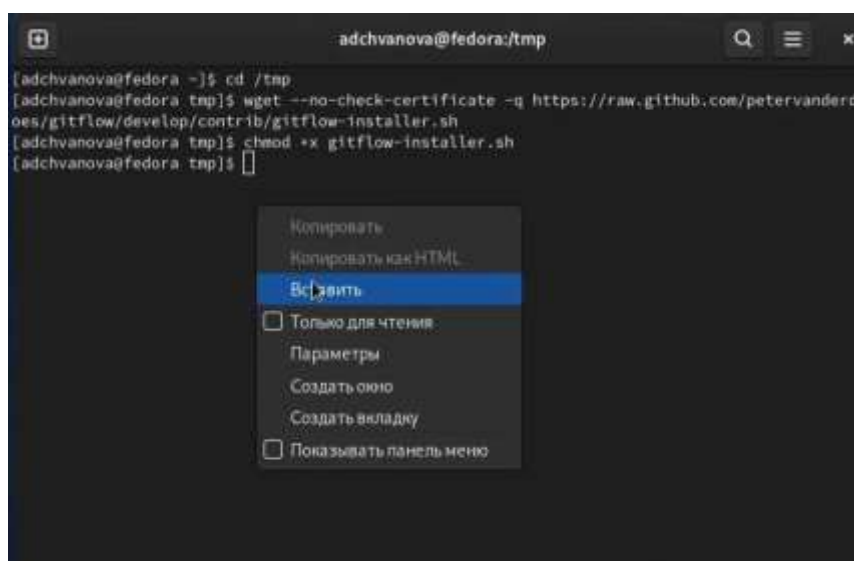 adchvanova@fedora:/tmp
[adchvanova@fedora ~]$ cd /tmp
[adchvanova@fedora tmp]$ wget --no-check-certificate -q https://raw.github.com/petervanderd
oes/gitflow/develop/contrib/gitflow-installer.sh
[adchvanova@fedora tmp]$ chmod +x gitflow-installer.sh
[adchvanova@fedora tmp]$
Копировать
Копировать как HTML
Вставить
Только для чтения
Параметры
Создать окно
Создать вкладку
Показывать панель меню